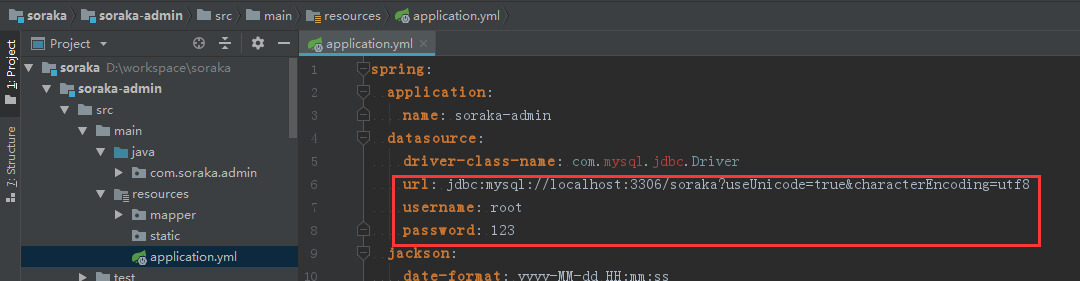 soraka soraka-admin src main resources application.yml
Project
application.yml
1: Project
7: Structure
soraka D:\workspace\soraka
soraka-admin
src
main
java
com.soraka.admin
resources
mapper
static
application.yml
test
1 spring:
2 application:
3 name: soraka-admin
4 datasource:
5 driver-class-name: com.mysql.jdbc.Driver
6 url: jdbc:mysql://localhost:3306/soraka?useUnicode=true&characterEncoding=utf8
7 username: root
8 password: 123
9 jackson:
10 date-format: yyyy-MM-dd HH:mm:ss